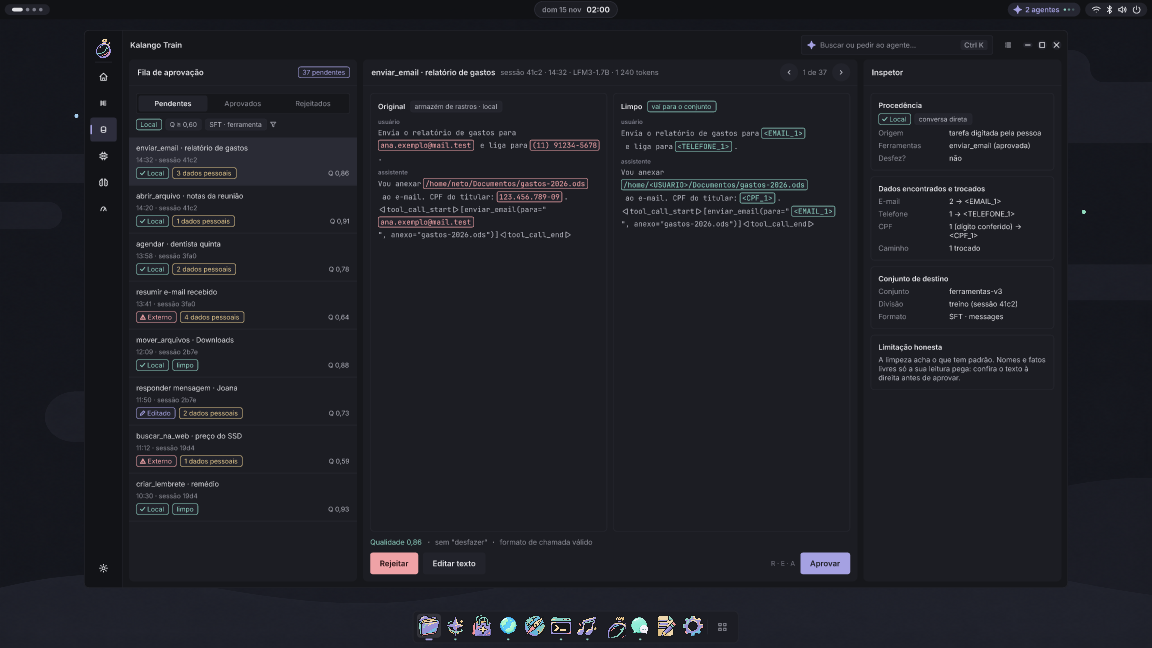 dom 15 nov 02:00
2 agentes
Kalango Train
Buscar ou pedir ao agente...
Ctrl K
Fila de aprovação
37 pendentes
Pendentes
Aprovados
Rejeitados
Local
Q ≥ 0,60
SFT · ferramenta
enviar_email · relatório de gastos
14:32 · sessão 41c2
Local
3 dados pessoais
Q 0,86
abrir_arquivo · notas da reunião
14:20 · sessão 41c2
Local
1 dados pessoais
Q 0,91
agendar · dentista quinta
13:58 · sessão 3fa0
Local
2 dados pessoais
Q 0,78
resumir e-mail recebido
13:41 · sessão 3fa0
Externo
4 dados pessoais
Q 0,64
mover_arquivos · Downloads
12:09 · sessão 2b7e
Local
limpo
Q 0,88
responder mensagem · Joana
11:50 · sessão 2b7e
Editado
2 dados pessoais
Q 0,73
buscar_na_web · preço do SSD
11:12 · sessão 19d4
Externo
1 dados pessoais
Q 0,59
criar_lembrete · remédio
10:30 · sessão 19d4
Local
limpo
Q 0,93
enviar_email · relatório de gastos sessão 41c2 · 14:32 · LFM3-1.7B · 1 240 tokens
1 de 37
Original
armazém de rastros · local
usuário
Envia o relatório de gastos para
ana.exemplo@mail.test e liga para (11) 91234-5678
.
assistente
Vou anexar /home/neto/Documentos/gastos-2026.ods
ao e-mail. CPF do titular: 123.456.789-09 .
<|tool_call_start|>[enviar_email(para="
ana.exemplo@mail.test
", anexo="gastos-2026.ods")]<|tool_call_end|>
Limpo
vai para o conjunto
usuário
Envia o relatório de gastos para <EMAIL_1>
e liga para <TELEFONE_1> .
assistente
Vou anexar
/home/<USUARIO>/Documentos/gastos-2026.ods
ao e-mail. CPF do titular: <CPF_1> .
<|tool_call_start|>[enviar_email(para=" <EMAIL_1>
", anexo="gastos-2026.ods")]<|tool_call_end|>
Qualidade 0,86 · sem "desfazer" · formato de chamada válido
Rejeitar
Editar texto
R · E · A
Aprovar
Inspetor
Procedência
Local
conversa direta
Origem tarefa digitada pela pessoa
Ferramentas enviar_email (aprovada)
Desfez? não
Dados encontrados e trocados
E-mail 2 → <EMAIL_1>
Telefone 1 → <TELEFONE_1>
CPF 1 (dígito conferido) →
<CPF_1>
Caminho 1 trocado
Conjunto de destino
Conjunto ferramentas-v3
Divisão treino (sessão 41c2)
Formato SFT · messages
Limitação honesta
A limpeza acha o que tem padrão. Nomes e fatos
livres só a sua leitura pega: confira o texto à
direita antes de aprovar.